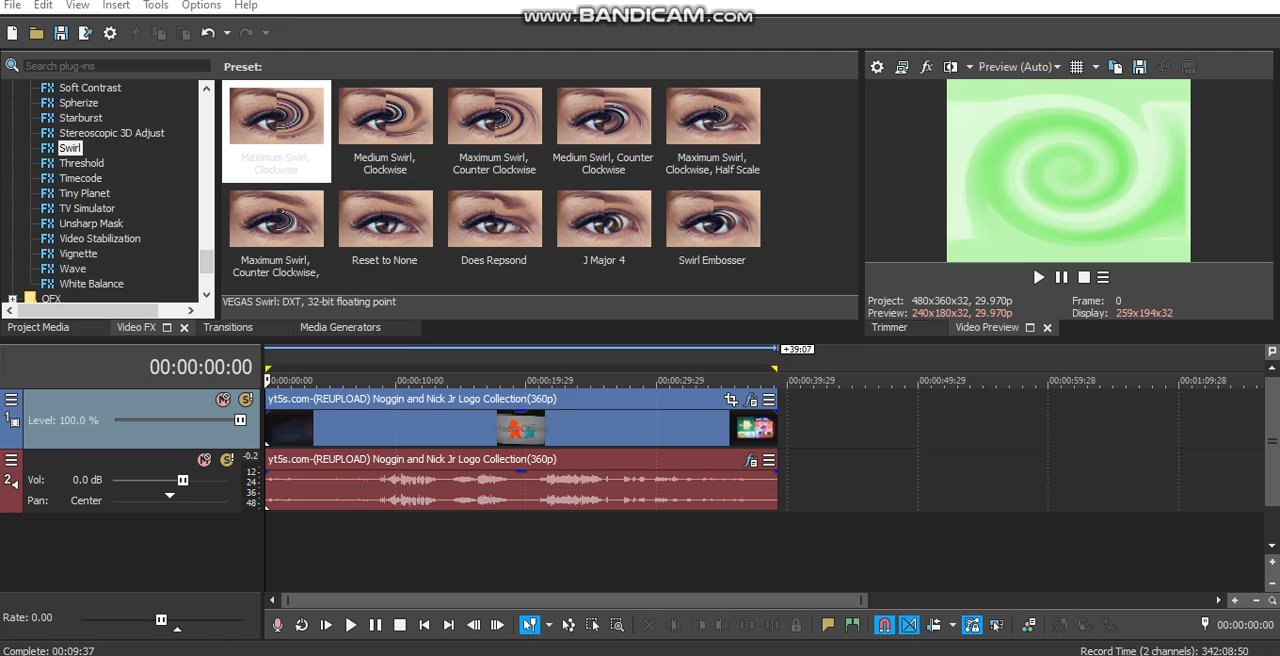 File Edit View Insert Tools Options Help
www.BANDICAM.com
Search plug-ins
Preset:
Preview (Auto)
Soft Contrast
Spherize
Starburst
Stereoscopic 3D Adjust
Swirl
Threshold
Timecode
Tiny Planet
TV Simulator
Unsharp Mask
Video Stabilization
Vignette
Wave
White Balance
OFX
Maximum Swirl, Clockwise
Medium Swirl, Clockwise
Maximum Swirl, Counter Clockwise
Medium Swirl, Counter Clockwise
Maximum Swirl, Clockwise, Half Scale
Maximum Swirl, Counter Clockwise,
Reset to None
Does Repsond
J Major 4
Swirl Embosser
VEGAS Swirl: DXT, 32-bit floating point
Project: 480x360x32, 29.970p
Frame: 0
Preview: 240x180x32, 29.970p
Display: 259x194x32
Project Media
Video FX
Transitions
Media Generators
Trimmer
Video Preview
+39:07
00:00:00:00
0:00:00:00 00:00:10:00 00:00:19:29 00:00:29:29 00:00:39:29 00:00:49:29 00:00:59:28 00:01:09:28
1
Level: 100.0 %
yt5s.com-(REUPLOAD) Noggin and Nick Jr Logo Collection(360p)
2
Vol: 0.0 dB
Pan: Center
-0.2
12
24
36
48
yt5s.com-(REUPLOAD) Noggin and Nick Jr Logo Collection(360p)
Rate: 0.00
00:00:00:00
Complete: 00:09:37
Record Time (2 channels): 342:08:50